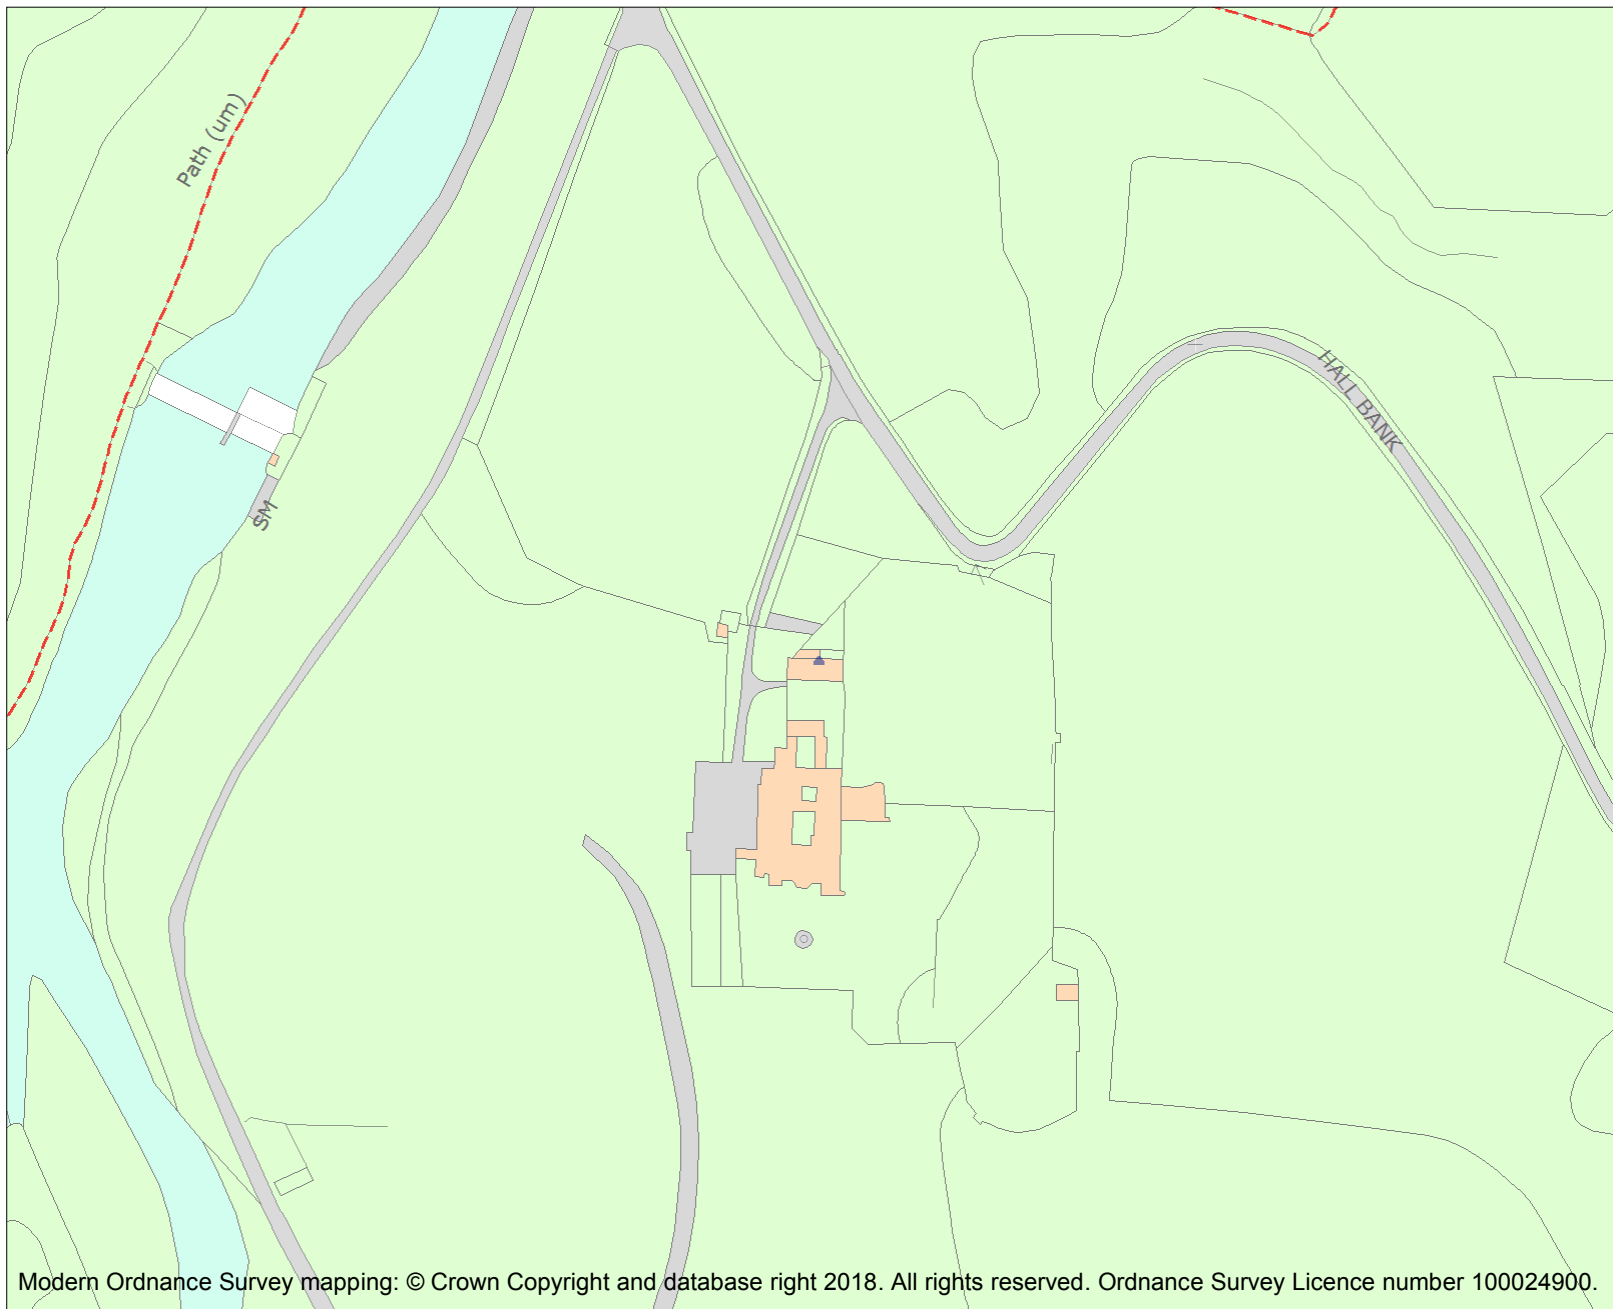 Path (um)
HALL BANK
SM
Modern Ordnance Survey mapping: © Crown Copyright and database right 2018. All rights reserved. Ordnance Survey Licence number 100024900.